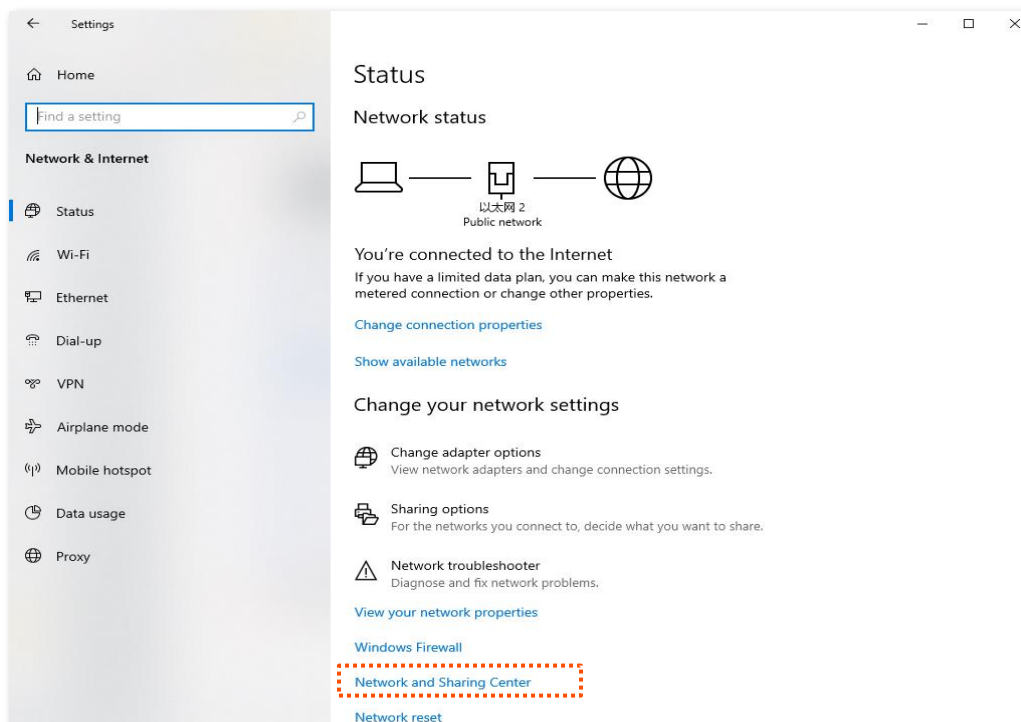 Settings
Home
Find a setting
Network & Internet
Status
Wi-Fi
Ethernet
Dial-up
VPN
Airplane mode
Mobile hotspot
Data usage
Proxy
Status
Network status
以太网 2
Public network
You're connected to the Internet
If you have a limited data plan, you can make this network a
metered connection or change other properties.
Change connection properties
Show available networks
Change your network settings
Change adapter options
View network adapters and change connection settings.
Sharing options
For the networks you connect to, decide what you want to share.
Network troubleshooter
Diagnose and fix network problems.
View your network properties
Windows Firewall
Network and Sharing Center
Network reset